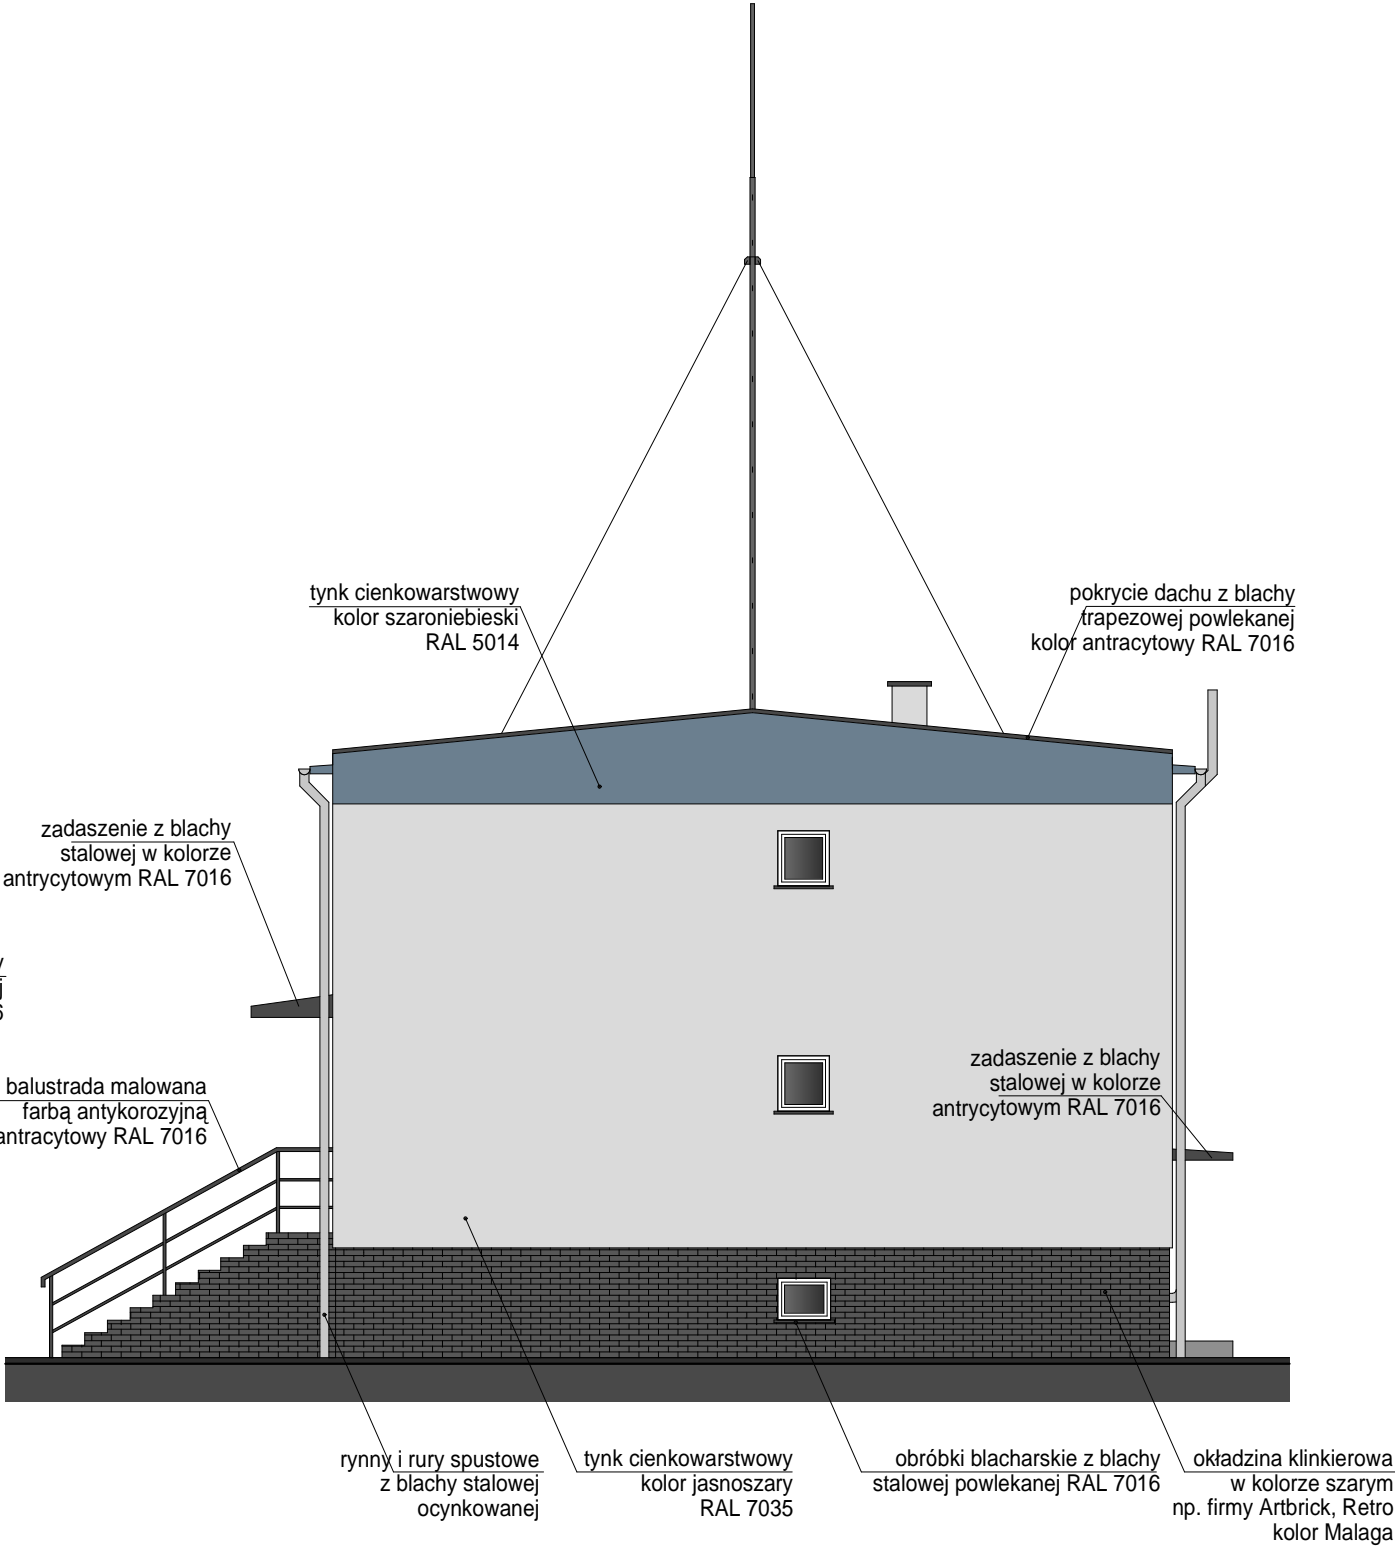 tynk cienkowarstwowy
kolor szaroniebieski
RAL 5014
pokrycie dachu z blachy
trapezowej powlekanej
kolor antracytowy RAL 7016
zadaszenie z blachy
stalowej w kolorze
antrycytowym RAL 7016
balustrada malowana
farbą antykorozyjną
antracytowy RAL 7016
zadaszenie z blachy
stalowej w kolorze
antrycytowym RAL 7016
rynny i rury spustowe
z blachy stalowej
ocynkowanej
tynk cienkowarstwowy
kolor jasnoszary
RAL 7035
obróbki blacharskie z blachy
stalowej powlekanej RAL 7016
okładzina klinkierowa
w kolorze szarym
np. firmy Artbrick, Retro
kolor Malaga